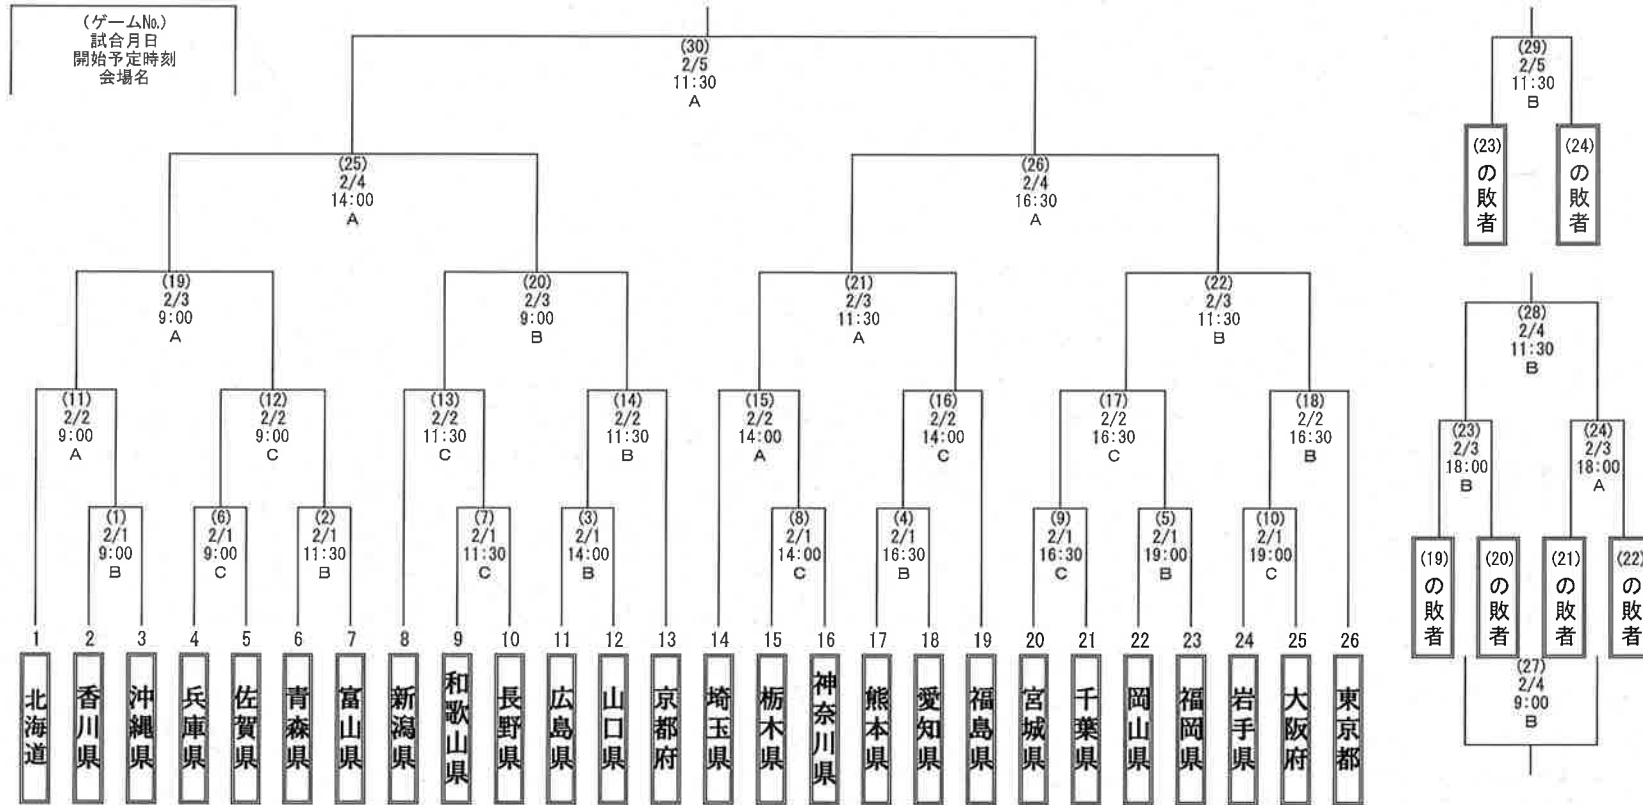 (ゲームNo.)
試合月日
開始予定時刻
会場名
(30)
2/5
11:30
A
(25)
2/4
14:00
A
(26)
2/4
16:30
A
(19)
2/3
9:00
A
(20)
2/3
9:00
B
(21)
2/3
11:30
A
(22)
2/3
11:30
B
(11)
2/2
9:00
A
(12)
2/2
9:00
C
(13)
2/2
11:30
C
(14)
2/2
11:30
B
(15)
2/2
14:00
A
(16)
2/2
14:00
C
(17)
2/2
16:30
C
(18)
2/2
16:30
B
(1)
2/1
9:00
B
(6)
2/1
9:00
C
(2)
2/1
11:30
B
(7)
2/1
11:30
C
(3)
2/1
14:00
B
(8)
2/1
14:00
C
(4)
2/1
16:30
B
(9)
2/1
16:30
C
(5)
2/1
19:00
B
(10)
2/1
19:00
C
1
北海道
2
香川県
3
沖縄県
4
兵庫県
5
佐賀県
6
青森県
7
富山県
8
新潟県
9
和歌山県
10
長野県
11
広島県
12
山口県
13
京都府
14
埼玉県
15
栃木県
16
神奈川県
17
熊本県
18
愛知県
19
福島県
20
宮城県
21
千葉県
22
岡山県
23
福岡県
24
岩手県
25
大阪府
26
東京都
(29)
2/5
11:30
B
(23)の敗者
(24)の敗者
(28)
2/4
11:30
B
(23)
2/3
18:00
B
(24)
2/3
18:00
A
(19)の敗者
(20)の敗者
(21)の敗者
(22)の敗者
(27)
2/4
9:00
B